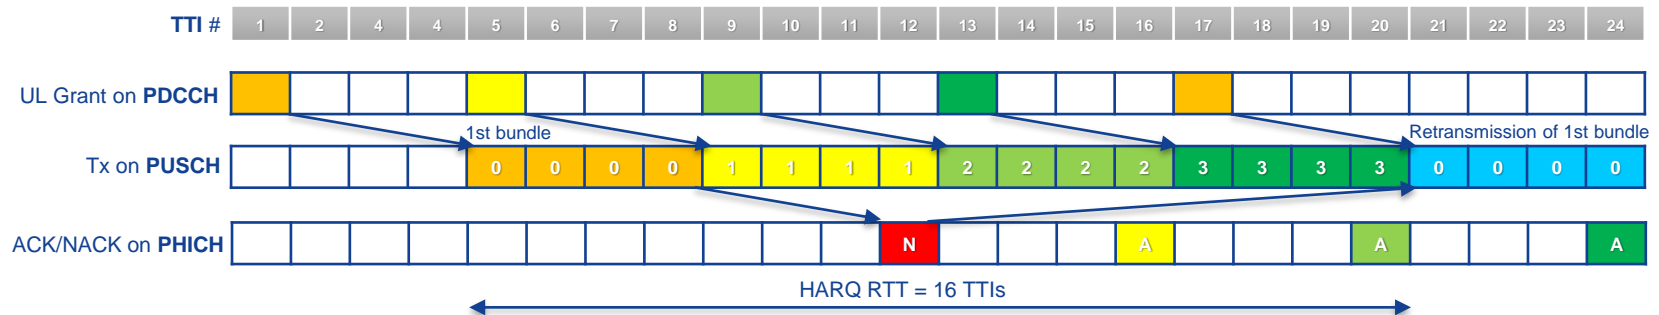 TTI # 1 2 4 4 5 6 7 8 9 10 11 12 13 14 15 16 17 18 19 20 21 22 23 24
UL Grant on PDCCH
1st bundle Retransmission of 1st bundle
Tx on PUSCH 0 0 0 0 1 1 1 1 2 2 2 2 3 3 3 3 0 0 0 0
ACK/NACK on PHICH N A A A
HARQ RTT = 16 TTIs